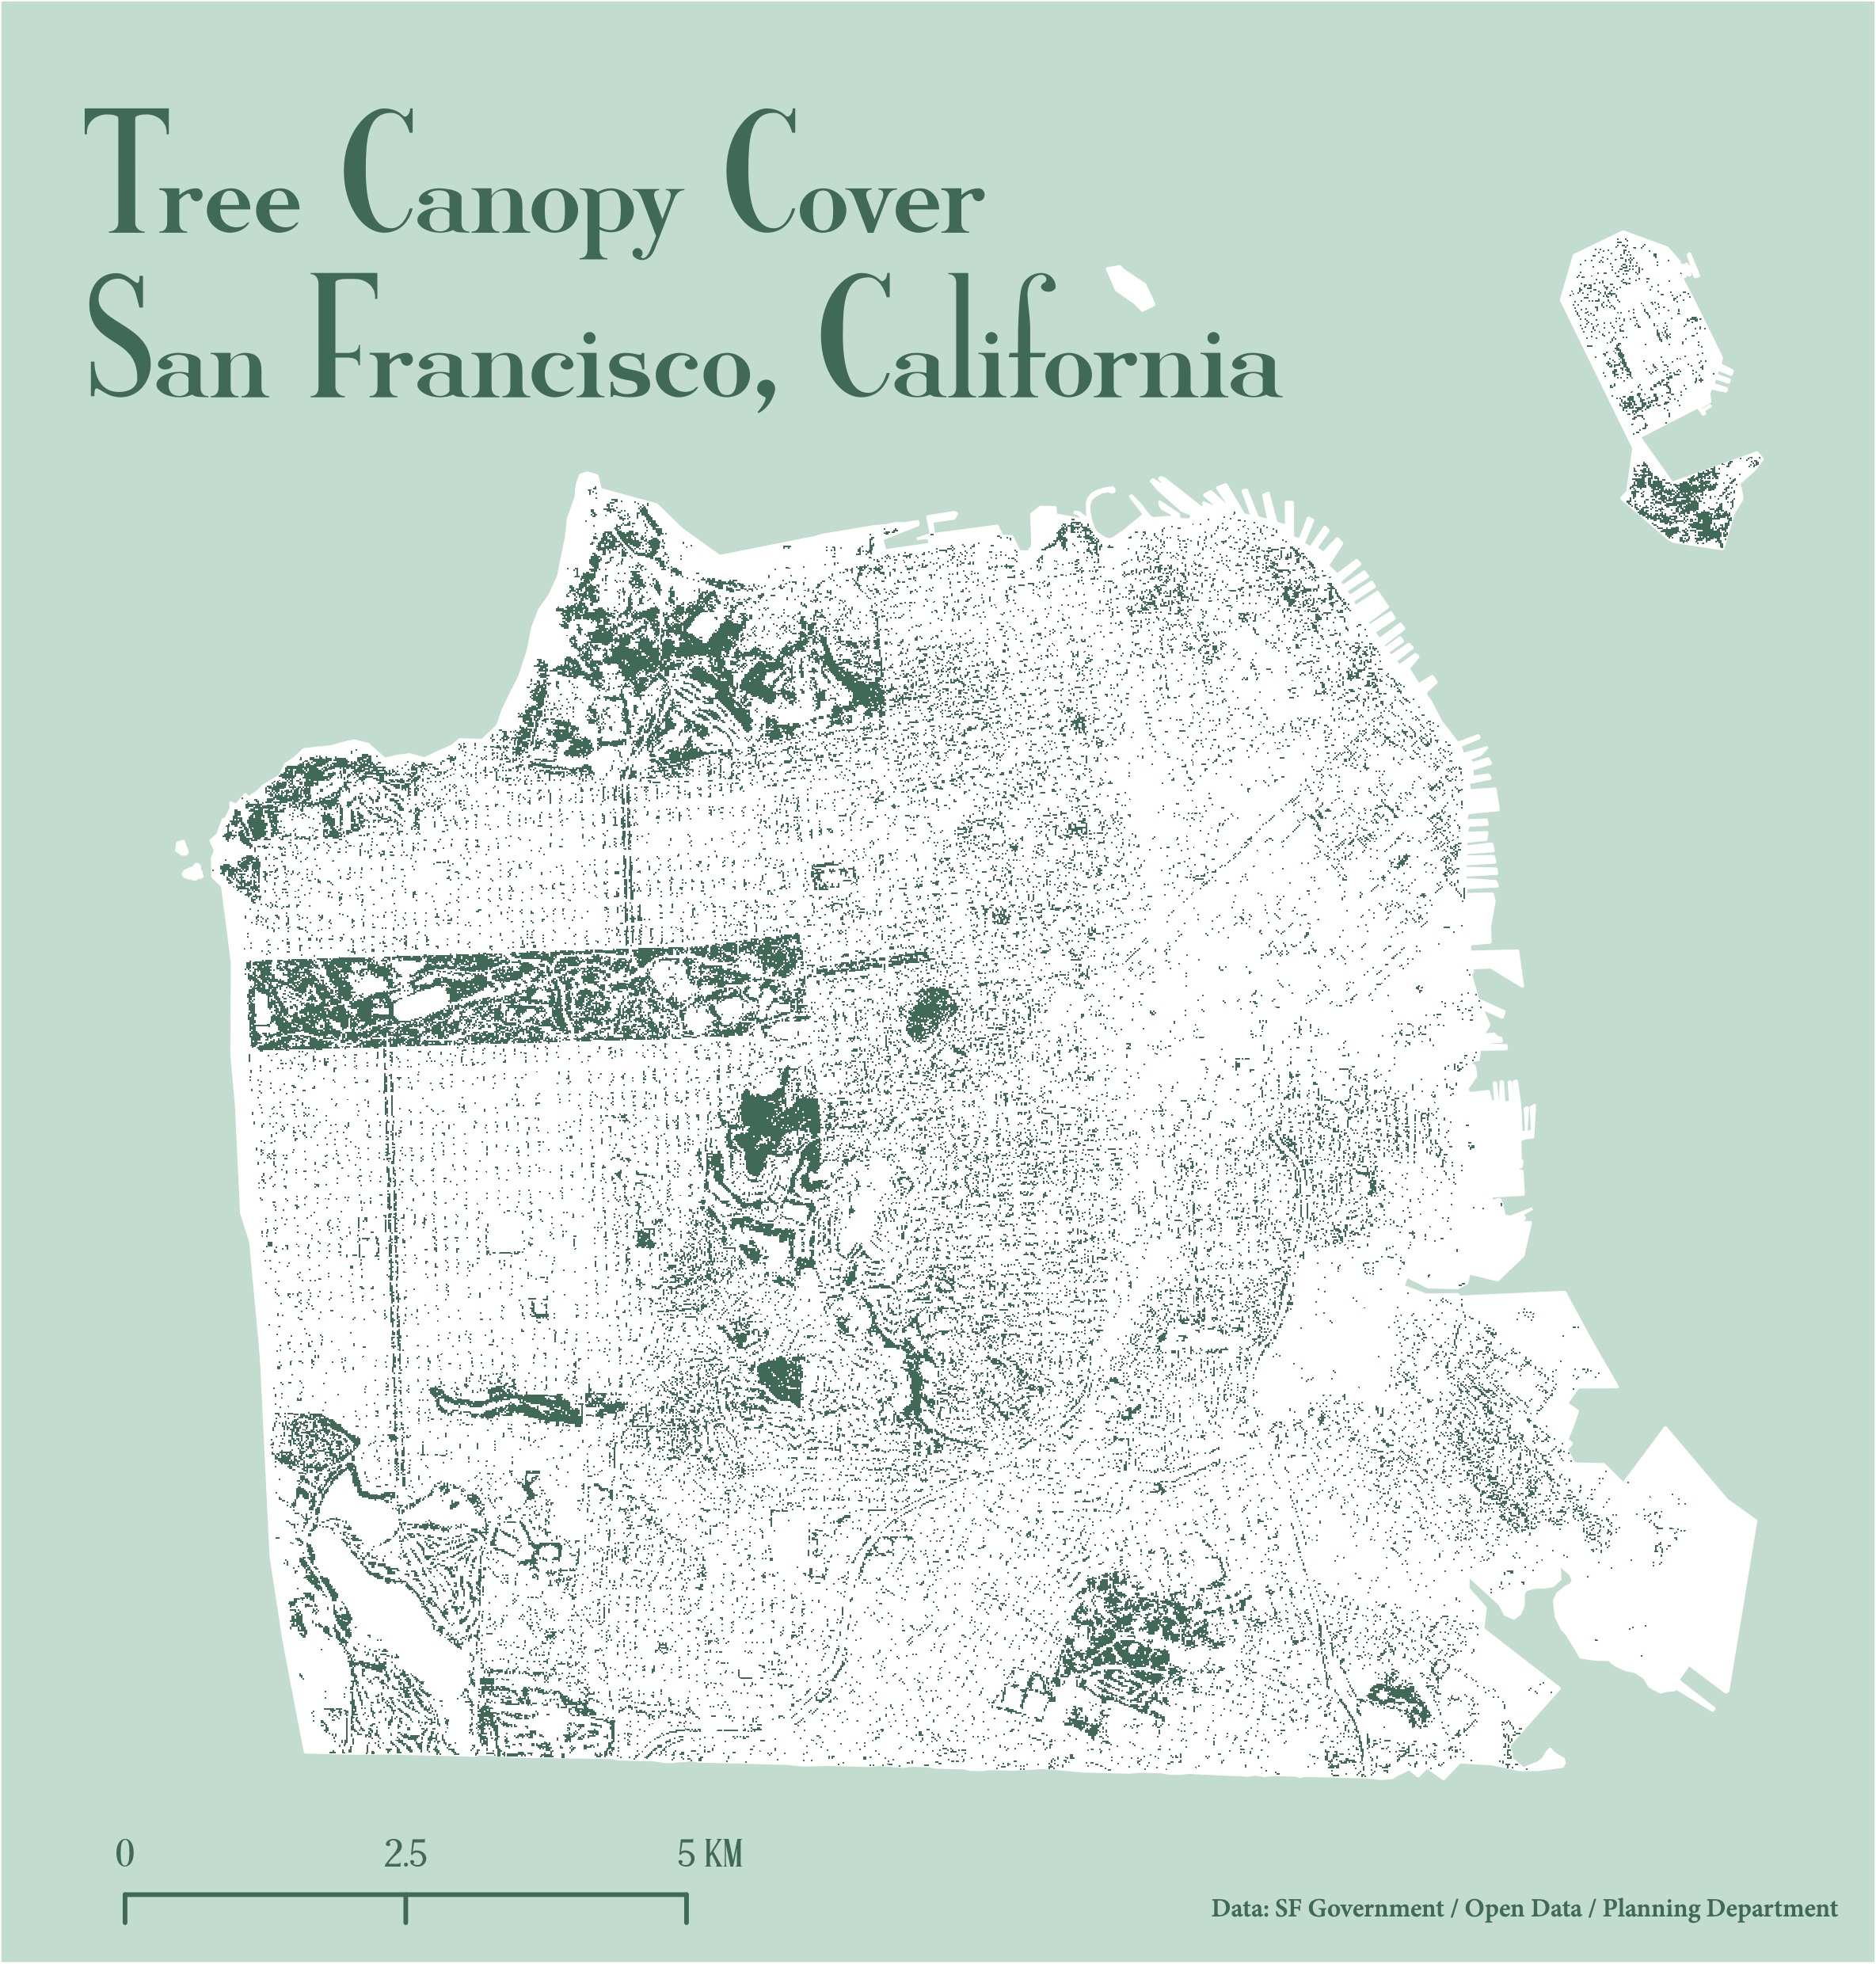 Tree Canopy Cover
San Francisco, California
0 2.5 5 KM
Data: SF Government / Open Data / Planning Department